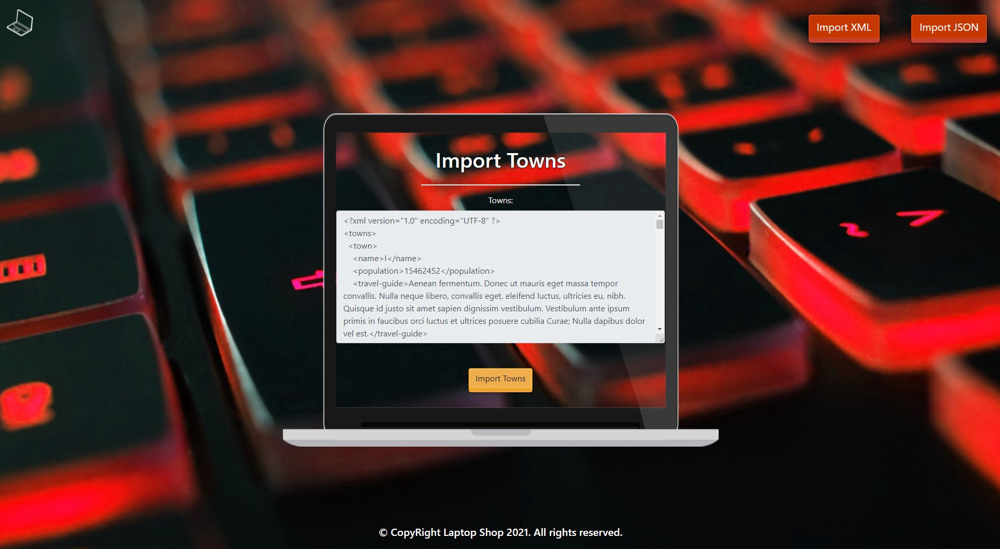 Import XML
Import JSON
Import Towns
Towns:
<?xml version="1.0" encoding="UTF-8" ?>
<towns>
<town>
<name>l</name>
<population>15462452</population>
<travel-guide>Aenean fermentum. Donec ut mauris eget massa tempor
convallis. Nulla neque libero, convallis eget, eleifend luctus, ultricies eu, nibh.
Quisque id justo sit amet sapien dignissim vestibulum. Vestibulum ante ipsum
primis in faucibus orci luctus et ultrices posuere cubilia Curae; Nulla dapibus dolor
vel est.</travel-guide>
Import Towns
© CopyRight Laptop Shop 2021. All rights reserved.